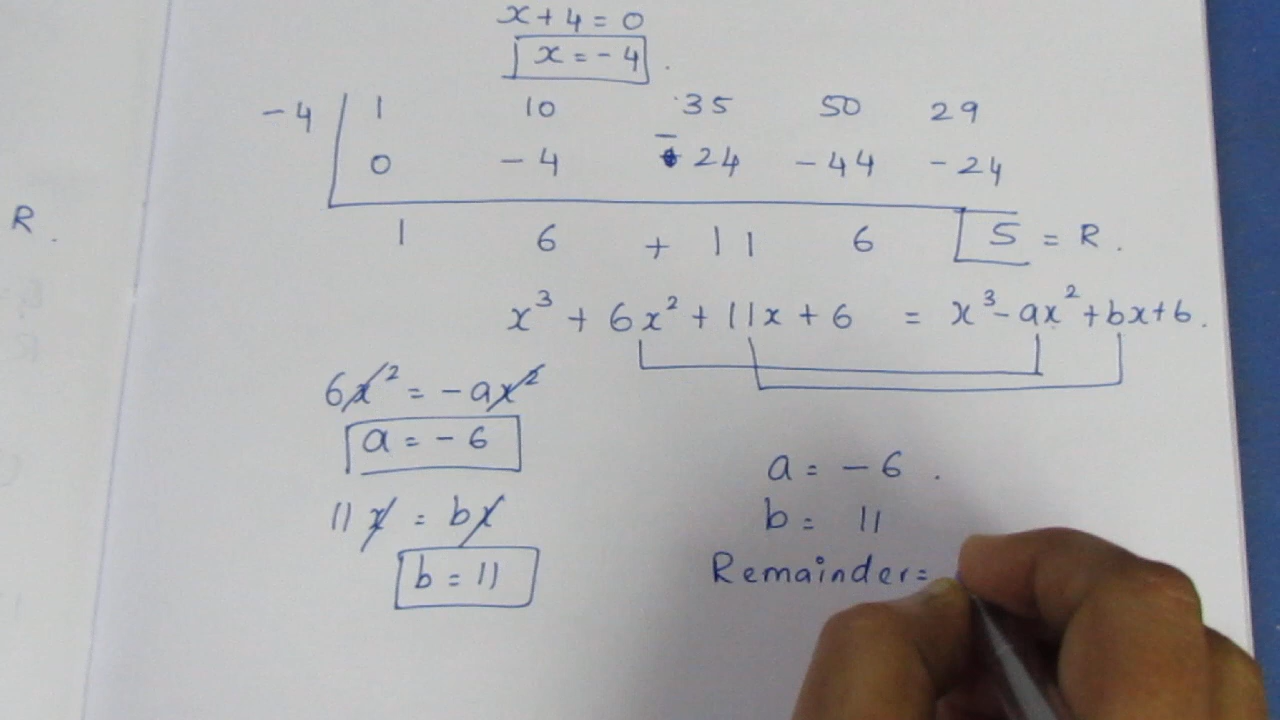 x + 4 = 0
x = -4 .
-4 | 1 10 35 50 29
0 -4 -24 -44 -24
R .
1 6 + 11 6 5 = R .
x³ + 6x² + 11x + 6 = x³ - ax² + bx + 6 .
6x² = -ax²
a = -6
11x = bx
b = 11
a = -6 .
b = 11
Remainder =